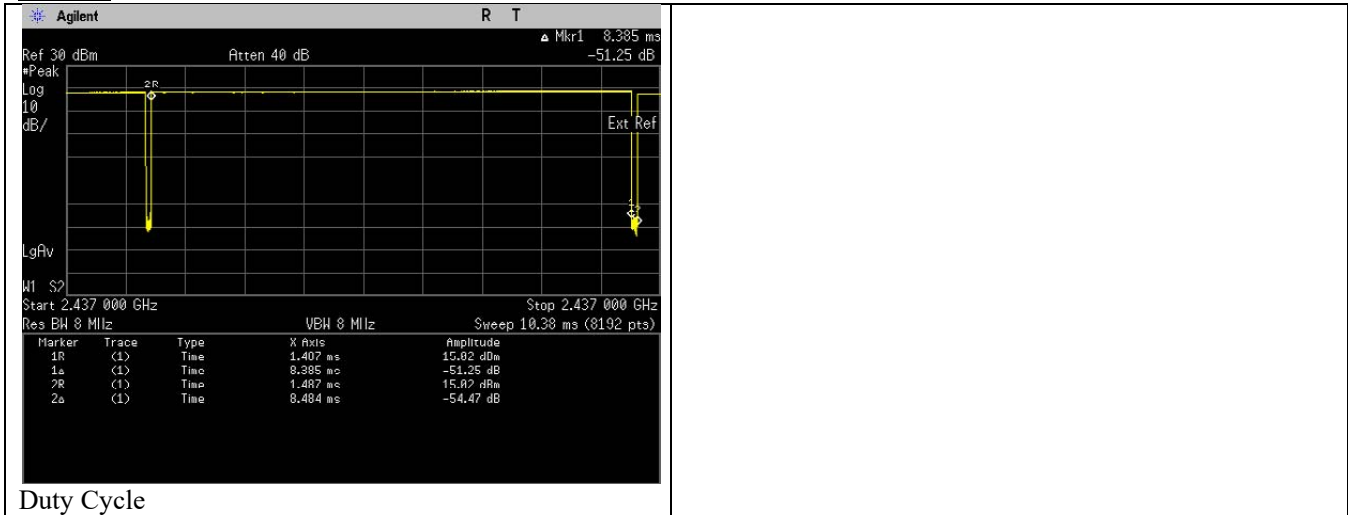 Agilent R T
Mkr1 8.385 ms
Ref 30 dBm Atten 40 dB -51.25 dB
#Peak
Log
10
dB/
2R
Ext Ref
1
2
LgAv
W1 S2
Start 2.437 000 GHz Stop 2.437 000 GHz
Res BW 8 MHz VBW 8 MHz Sweep 10.38 ms (8192 pts)
Marker Trace Type X Axis Amplitude
1R (1) Time 1.407 ms 15.02 dBm
1Δ (1) Time 8.385 ms -51.25 dB
2R (1) Time 1.487 ms 15.02 dBm
2Δ (1) Time 8.484 ms -54.47 dB
Duty Cycle